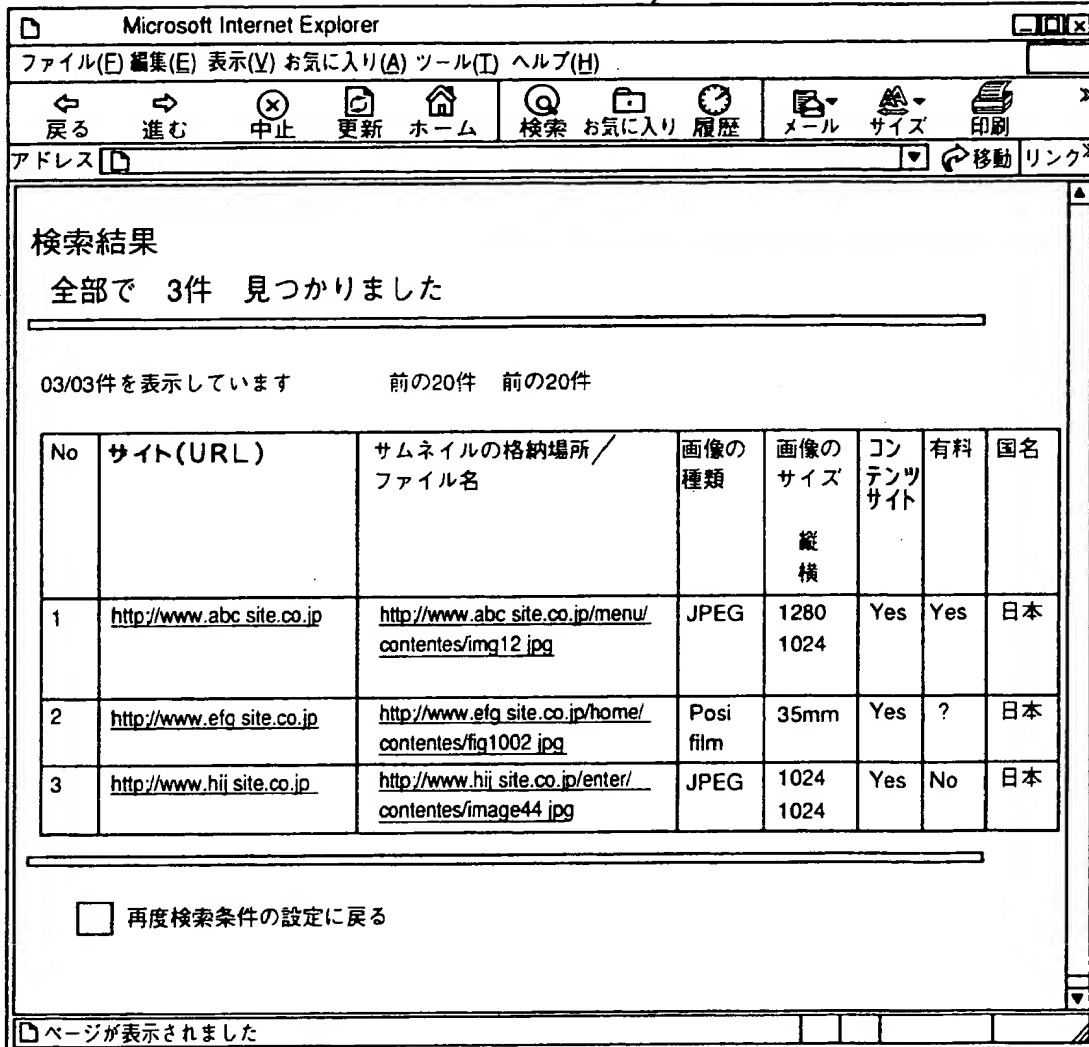 Microsoft Internet Explorer
ファイル(F) 編集(E) 表示(V) お気に入り(A) ツール(T) ヘルプ(H)
戻る 進む 中止 更新 ホーム 検索 お気に入り 履歴 メール サイズ 印刷
アドレス 移動 リンク
検索結果
全部で 3件 見つかりました
03/03件を表示しています 前の20件 前の20件
No サイト(URL) サムネイルの格納場所/ 画像の 画像の コン 有料 国名
ファイル名 種類 サイズ テンツ
サイト
縦
横
1 http://www.abc site.co.jp http://www.abc site.co.jp/menu/ JPEG 1280 Yes Yes 日本
contentes/img12 jpg 1024
2 http://www.efg site.co.jp http://www.efg site.co.jp/home/ Posi 35mm Yes ? 日本
contentes/fig1002 jpg film
3 http://www.hij site.co.jp http://www.hij site.co.jp/enter/ JPEG 1024 Yes No 日本
contentes/image44 jpg 1024
再度検索条件の設定に戻る
ページが表示されました